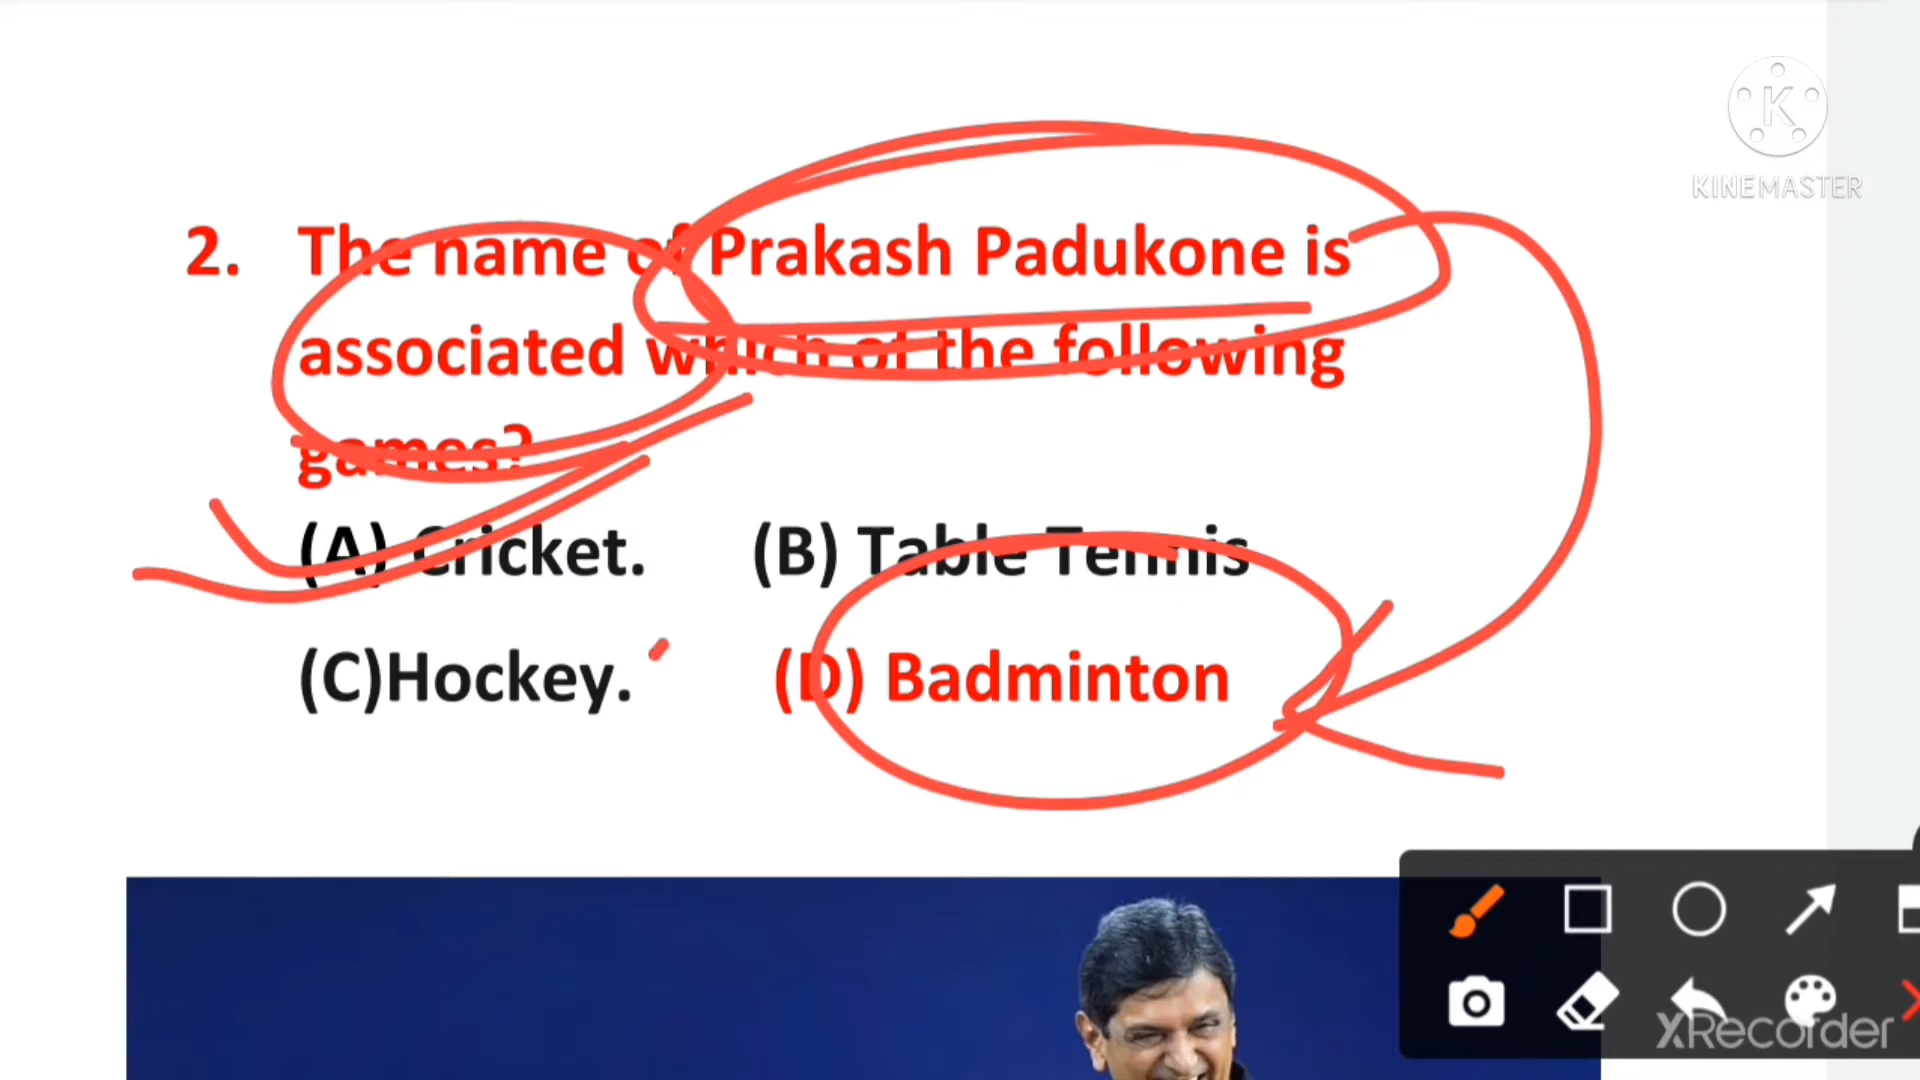 KINEMASTER
2. The name of Prakash Padukone is
associated which of the following
games?
(A) Cricket. (B) Table Tennis
(C)Hockey. (D) Badminton
XRecorder